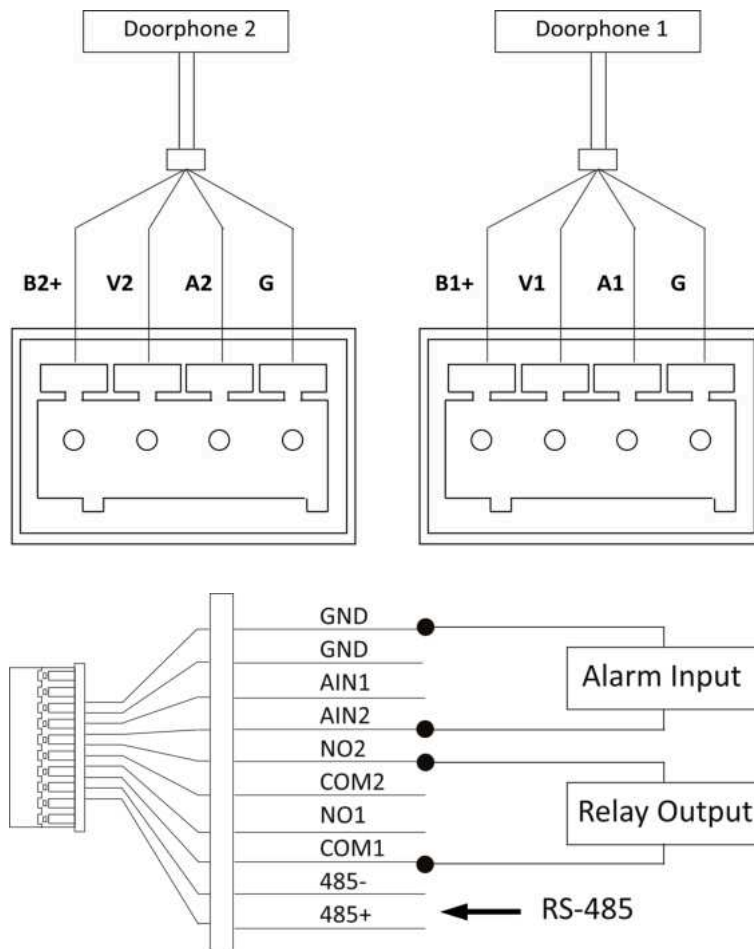 Doorphone 2
Doorphone 1
B2+ V2 A2 G
B1+ V1 A1 G
GND
GND
AIN1
AIN2
NO2
COM2
NO1
COM1
485-
485+
Alarm Input
Relay Output
RS-485